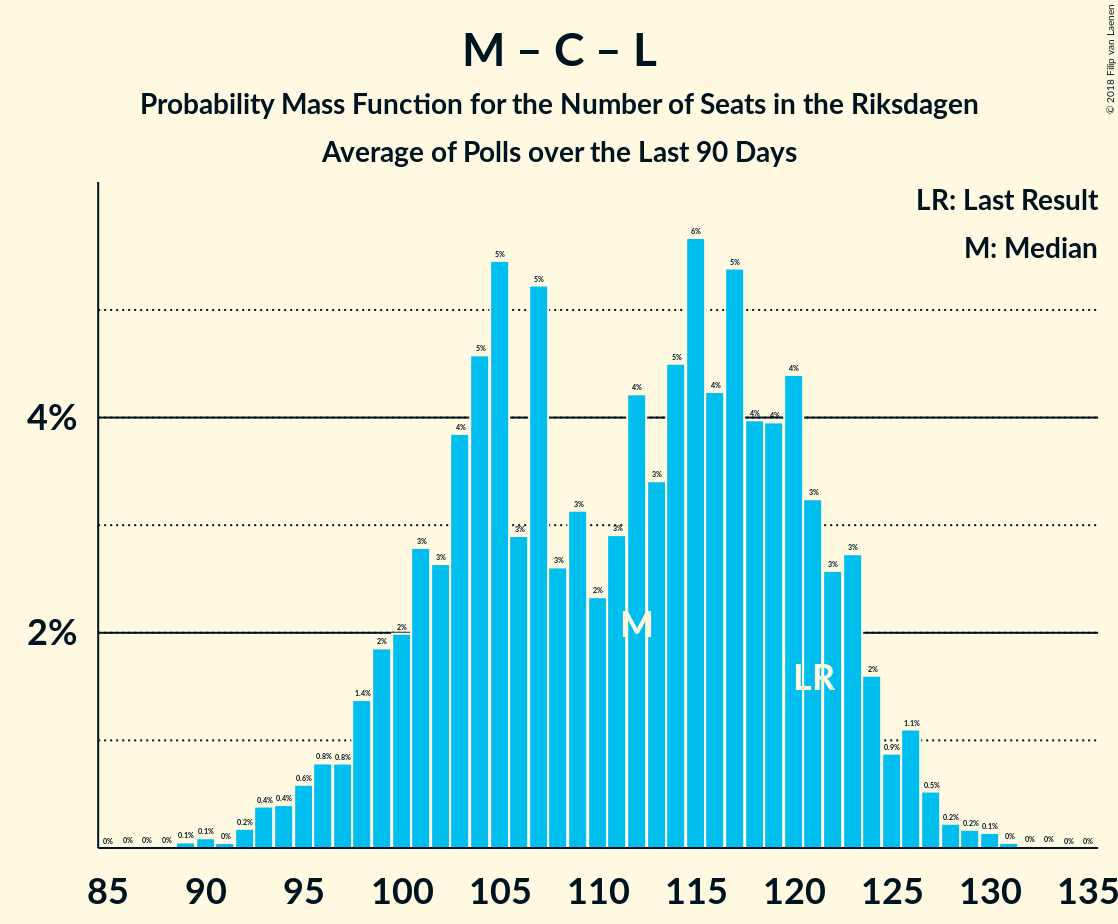 M – C – L
Probability Mass Function for the Number of Seats in the Riksdagen
Average of Polls over the Last 90 Days
© 2018 Filip van Laenen
LR: Last Result
M: Median
4%
2%
0% 0% 0% 0% 0.1% 0.1% 0% 0.2% 0.4% 0.4% 0.6% 0.8% 0.8% 1.4% 2% 2% 3% 3% 4% 5% 5% 3% 5% 3% 3% 2% 3% 4% 3% 5% 6% 4% 5% 4% 4% 4% 3% 3% 3% 2% 0.9% 1.1% 0.5% 0.2% 0.2% 0.1% 0% 0% 0% 0% 0%
M
LR
85 90 95 100 105 110 115 120 125 130 135